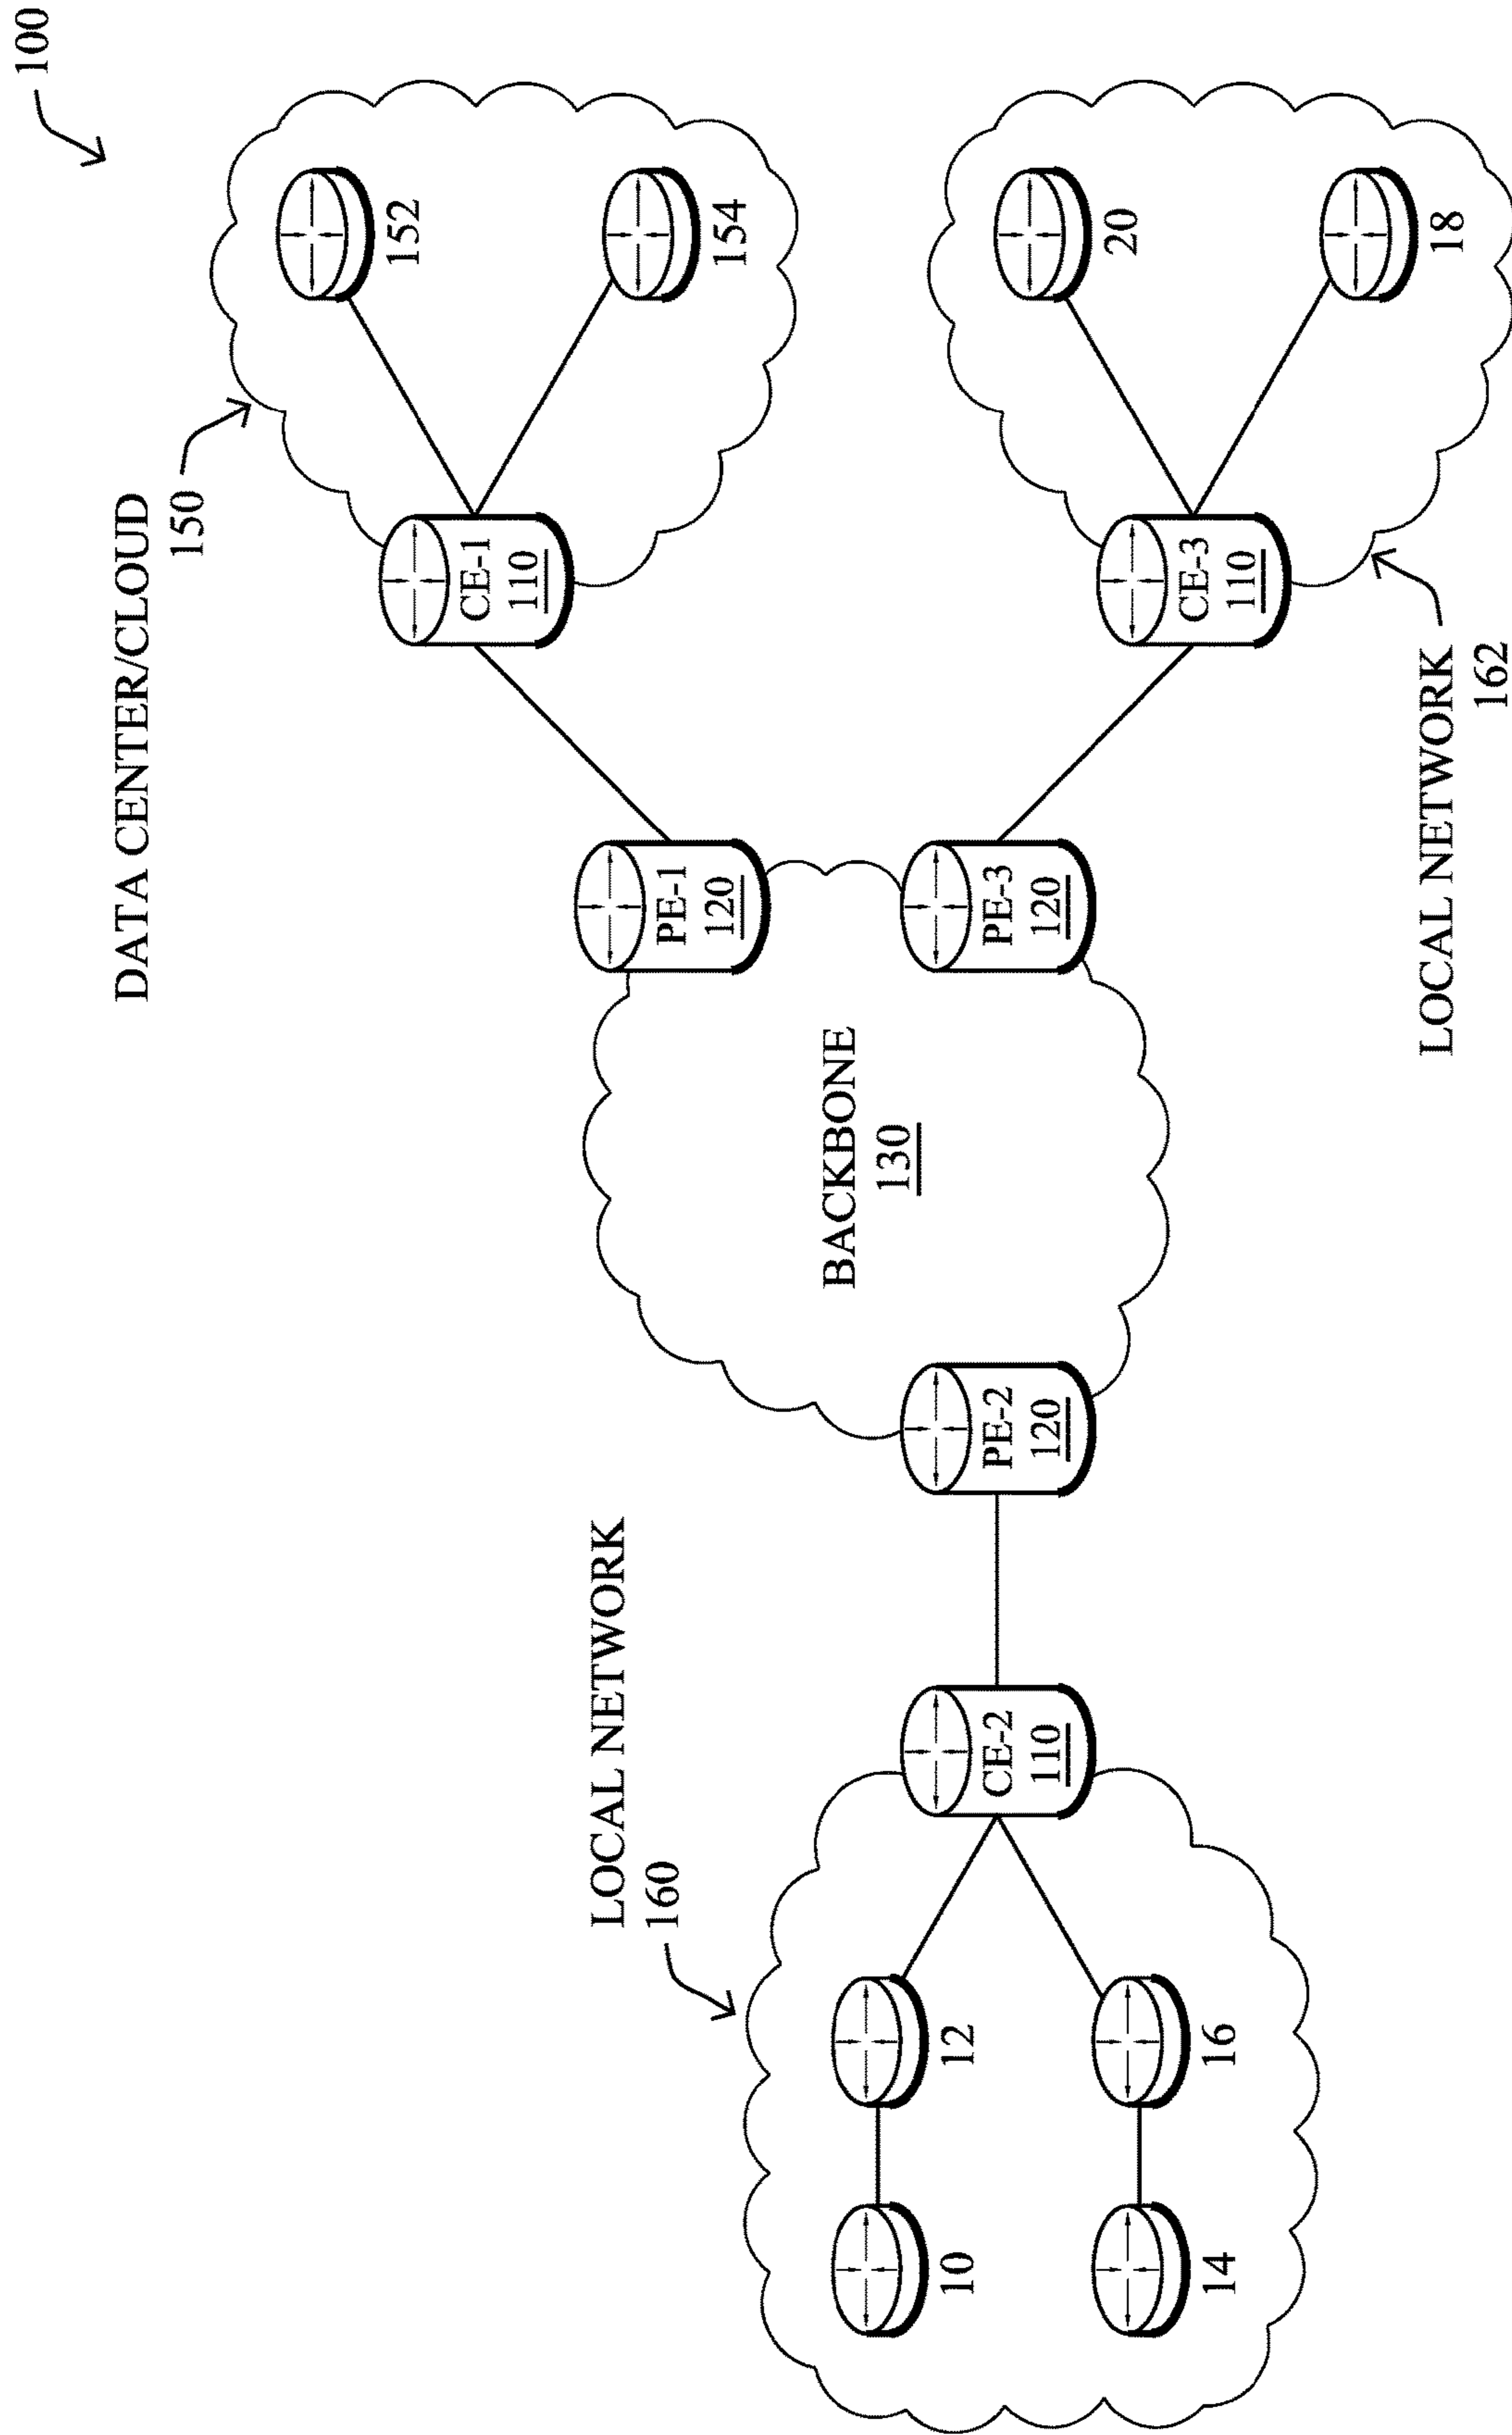 100
DATA CENTER/CLOUD
150
152
154
CE-1
110
PE-1
120
LOCAL NETWORK
160
BACKBONE
130
10
12
CE-2
110
PE-2
120
PE-3
120
14
16
CE-3
110
20
18
LOCAL NETWORK
162